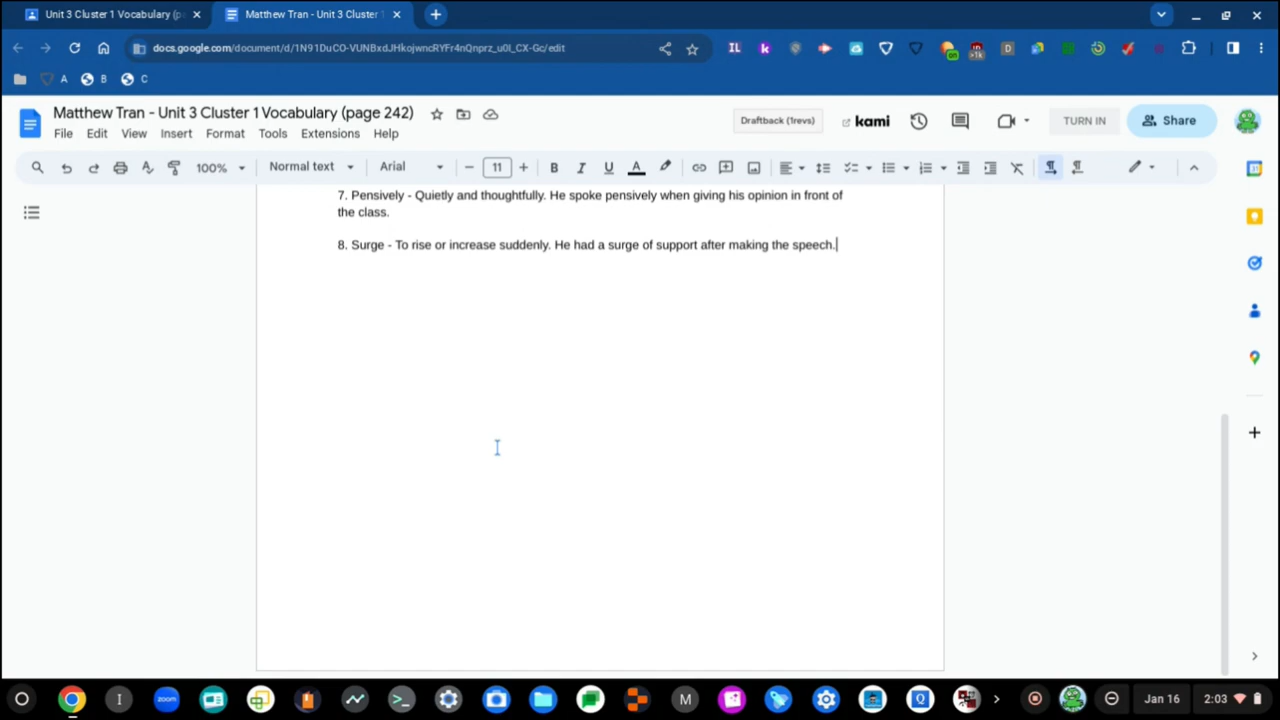 Unit 3 Cluster 1 Vocabulary (pa
Matthew Tran - Unit 3 Cluster 1
docs.google.com/document/d/1N91DuCO-VUNBxdJHkojwncRYFr4nQnprz_u0I_CX-Gc/edit
A B C
Matthew Tran - Unit 3 Cluster 1 Vocabulary (page 242)
File Edit View Insert Format Tools Extensions Help
Draftback (1revs)
kami
TURN IN
Share
100% Normal text Arial 11
7. Pensively - Quietly and thoughtfully. He spoke pensively when giving his opinion in front of
the class.
8. Surge - To rise or increase suddenly. He had a surge of support after making the speech.
zoom
Jan 16
2:03